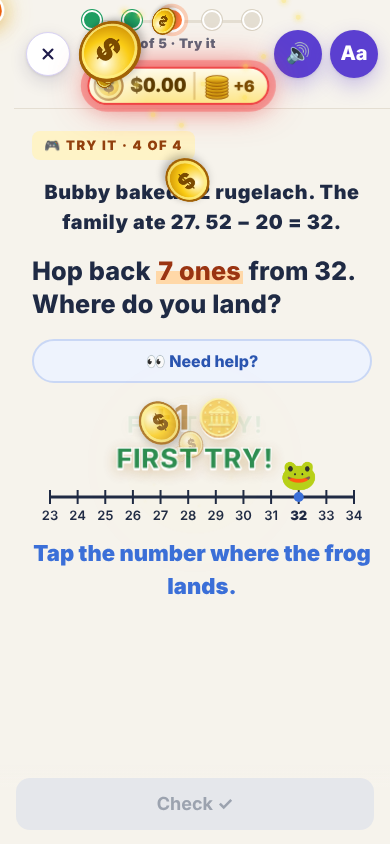 of 5 · Try it
Aa
$0.00 +6
TRY IT · 4 OF 4
Bubby baked rugelach. The
family ate 27. 52 − 20 = 32.
Hop back 7 ones from 32.
Where do you land?
Need help?
FIRST TRY!
23 24 25 26 27 28 29 30 31 32 33 34
Tap the number where the frog
lands.
Check ✓